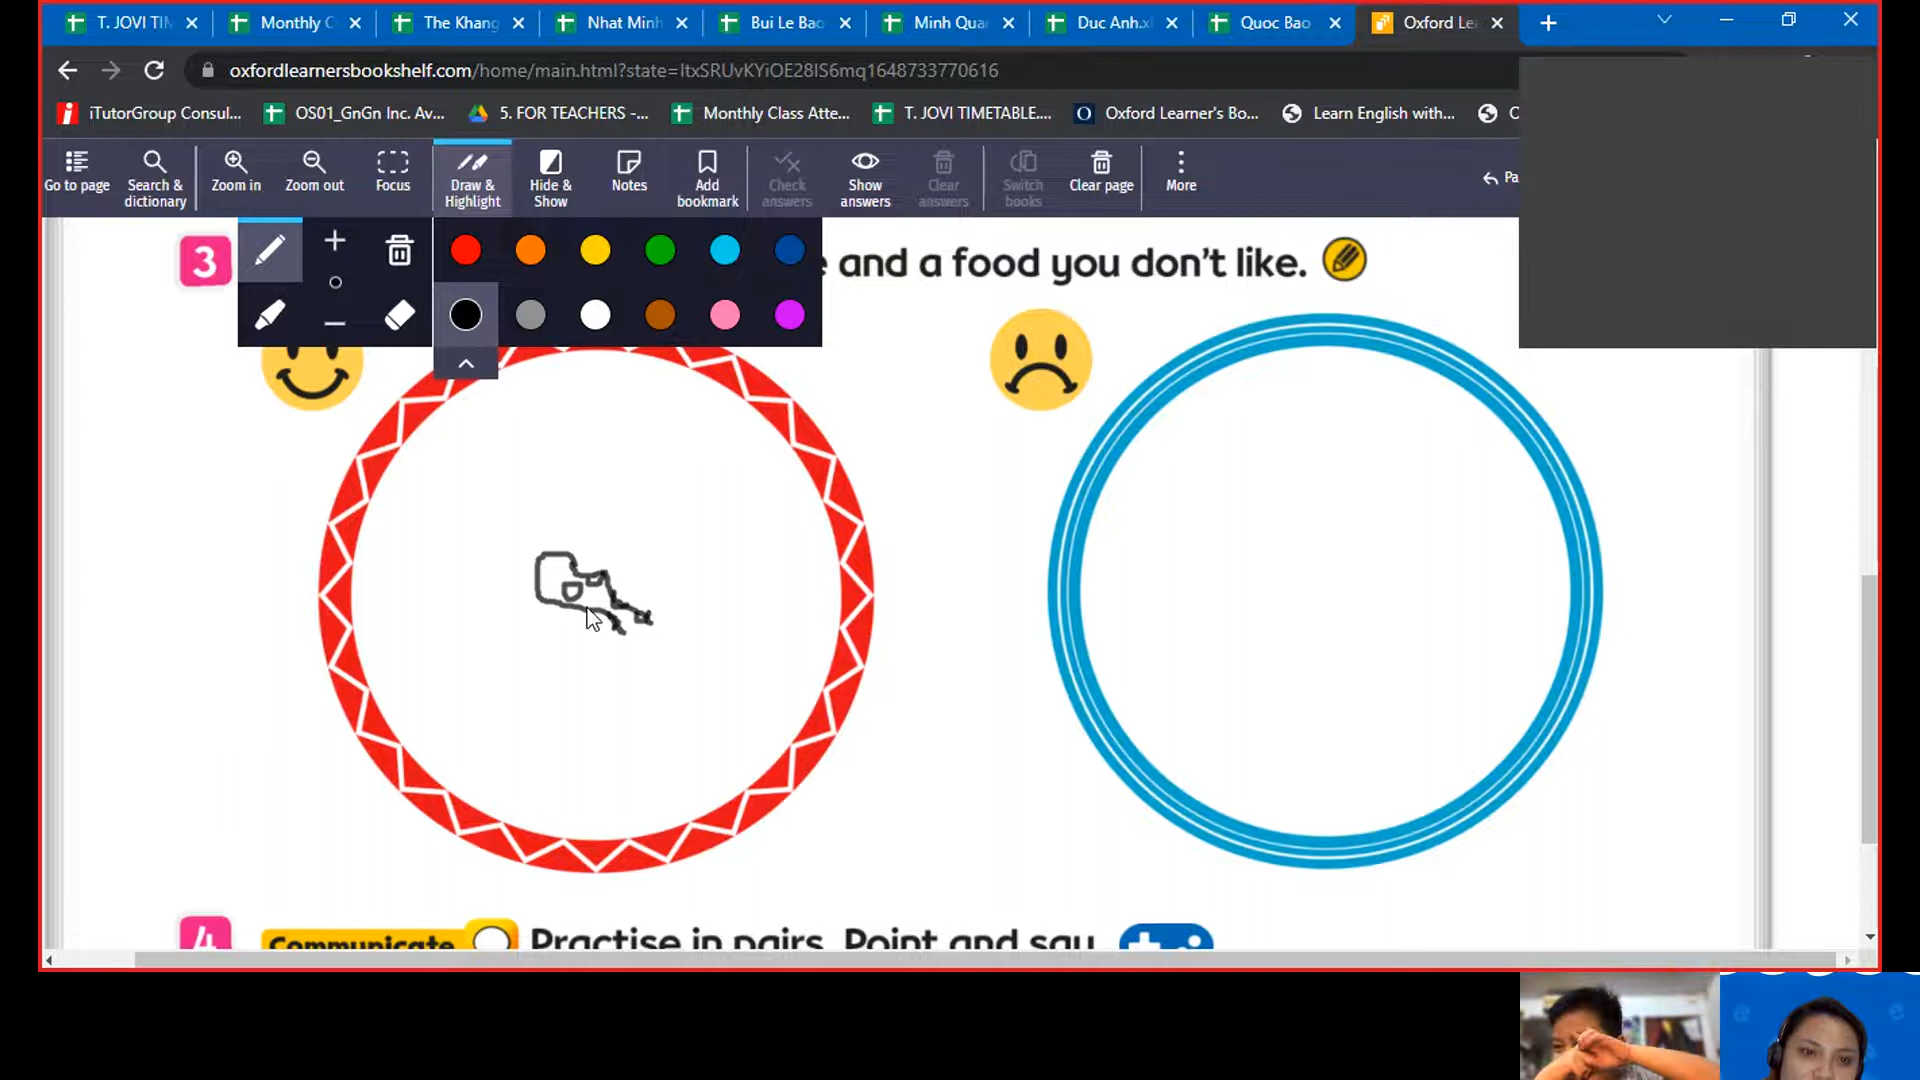 T. JOVI TIM
Monthly C
The Khang
Nhat Minh
Bui Le Bao
Minh Qua
Duc Anh.x
Quoc Bao
Oxford Le
oxfordlearnersbookshelf.com/home/main.html?state=ItxSRUvKYiOE28IS6mq1648733770616
iTutorGroup Consul...
OS01_GnGn Inc. Av...
5. FOR TEACHERS -...
Monthly Class Atte...
T. JOVI TIMETABLE....
Oxford Learner's Bo...
Learn English with...
O
Go to page
Search & dictionary
Zoom in
Zoom out
Focus
Draw & Highlight
Hide & Show
Notes
Add bookmark
Check answers
Show answers
Clear answers
Switch books
Clear page
More
Pa
3
and a food you don't like.
4
Communicate
Practise in pairs. Point and say.